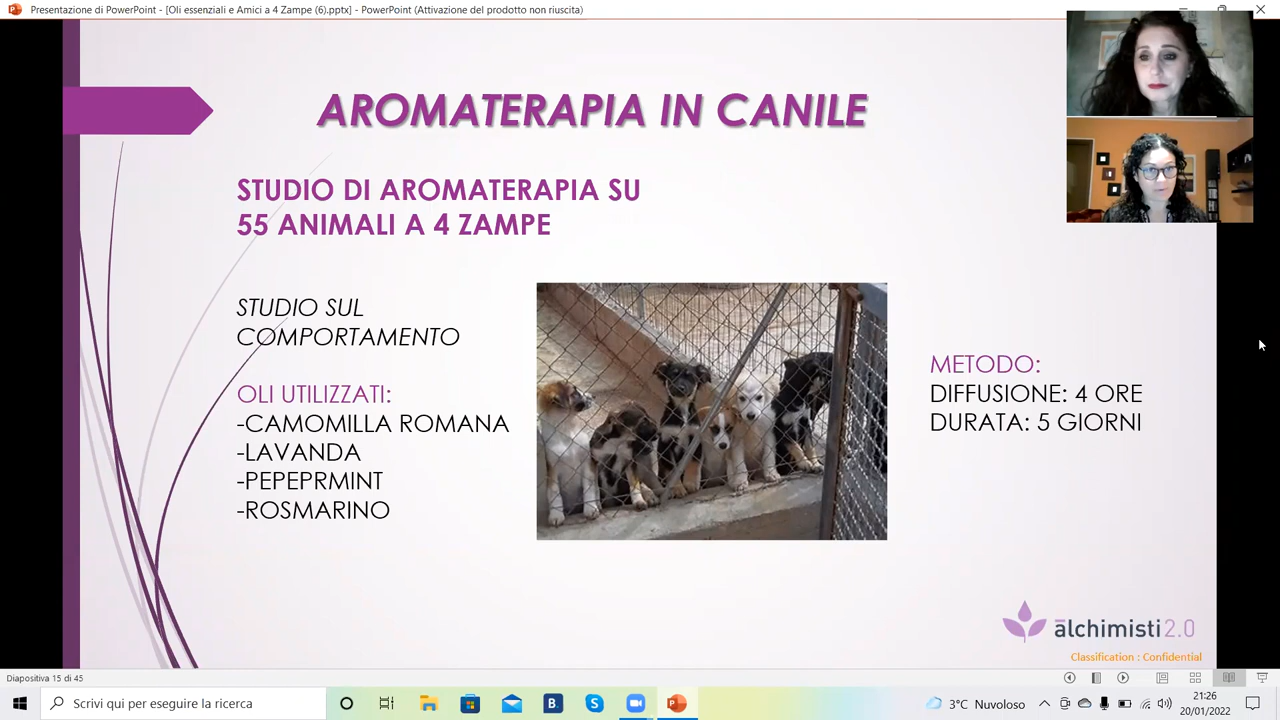 Presentazione di PowerPoint - [Oli essenziali e Amici a 4 Zampe (6).pptx] - PowerPoint (Attivazione del prodotto non riuscita)
AROMATERAPIA IN CANILE
STUDIO DI AROMATERAPIA SU
55 ANIMALI A 4 ZAMPE
STUDIO SUL
COMPORTAMENTO
OLI UTILIZZATI:
-CAMOMILLA ROMANA
-LAVANDA
-PEPEPRMINT
-ROSMARINO
METODO:
DIFFUSIONE: 4 ORE
DURATA: 5 GIORNI
alchimisti2.0
Classification : Confidential
Diapositiva 15 di 45
Scrivi qui per eseguire la ricerca
B.
3°C Nuvoloso
21:26
20/01/2022